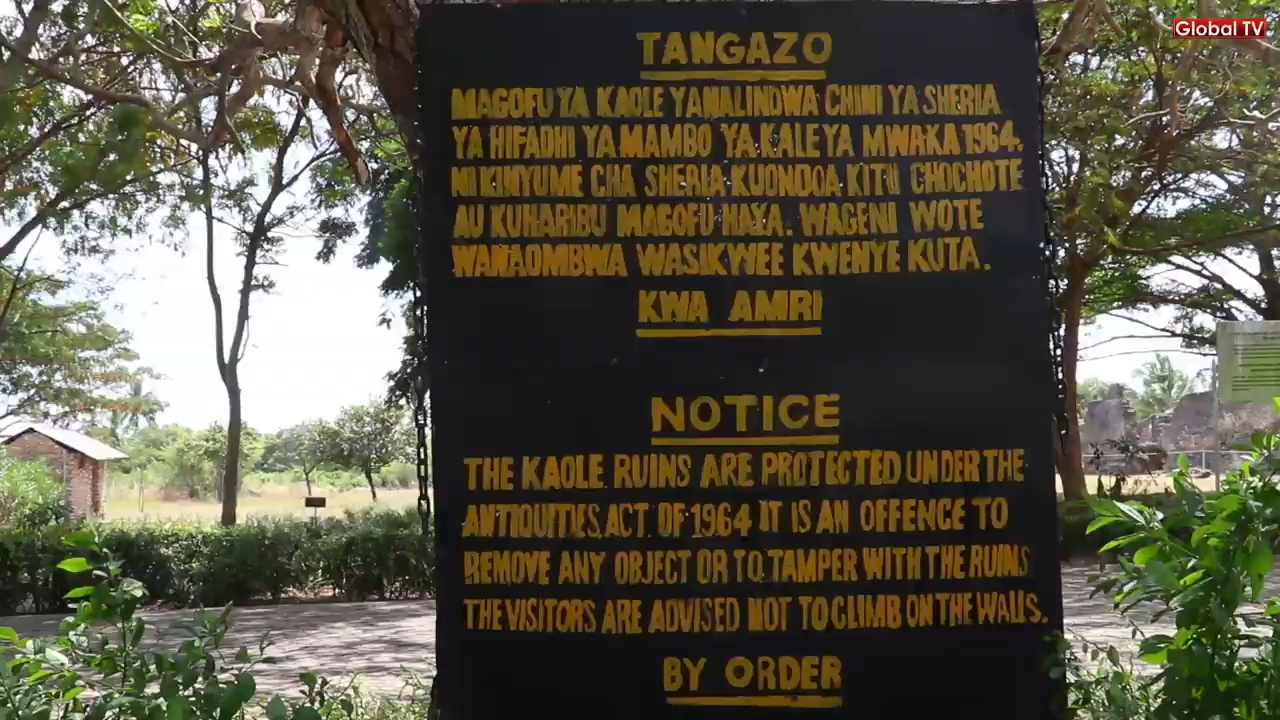 Global TV
TANGAZO
MAGOFU YA KAOLE YANALINDWA CHINI YA SHERIA
YA HIFADHI YA MAMBO YA KALE YA MWAKA 1964.
NI KINYUME CHA SHERIA KUONDOA KITU CHOCHOTE
AU KUHARIBU MAGOFU HAYA. WAGENI WOTE
WANAOMBWA WASIKWEE KWENYE KUTA.
KWA AMRI
NOTICE
THE KAOLE RUINS ARE PROTECTED UNDER THE
ANTIQUITIES ACT. OF 1964 IT IS AN OFFENCE TO
REMOVE ANY OBJECT OR TO TAMPER WITH THE RUINS
THE VISITORS ARE ADVISED NOT TO CLIMB ON THE WALLS.
BY ORDER